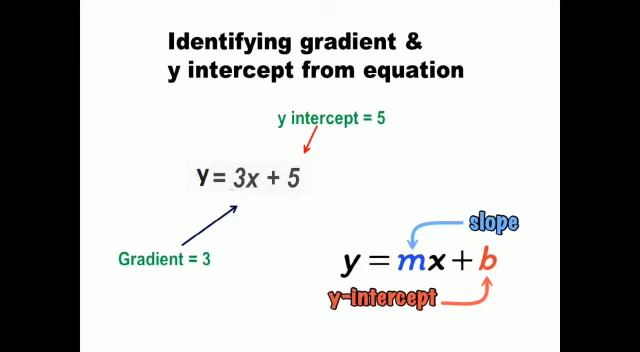 Identifying gradient &
y intercept from equation
y intercept = 5
y = 3x + 5
Gradient = 3
slope
y = mx + b
y-intercept